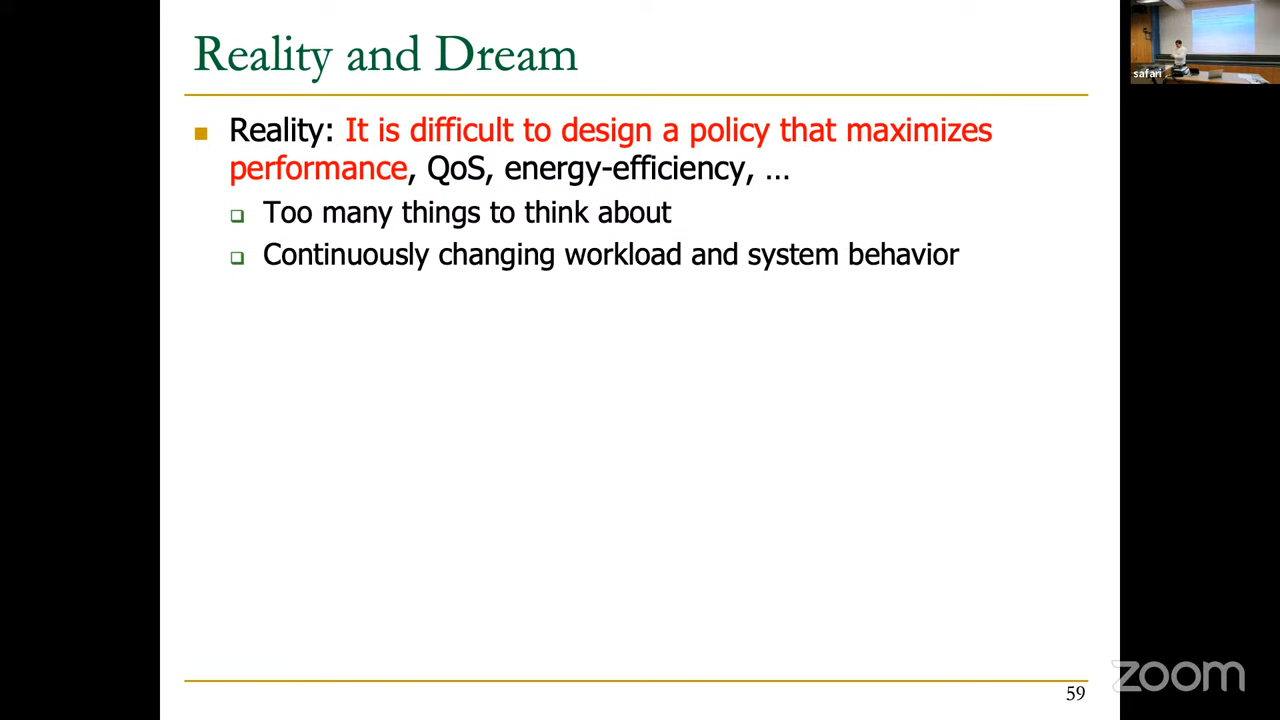 Reality and Dream
Reality: It is difficult to design a policy that maximizes
performance, QoS, energy-efficiency, ...
Too many things to think about
Continuously changing workload and system behavior
safari
59
zoom